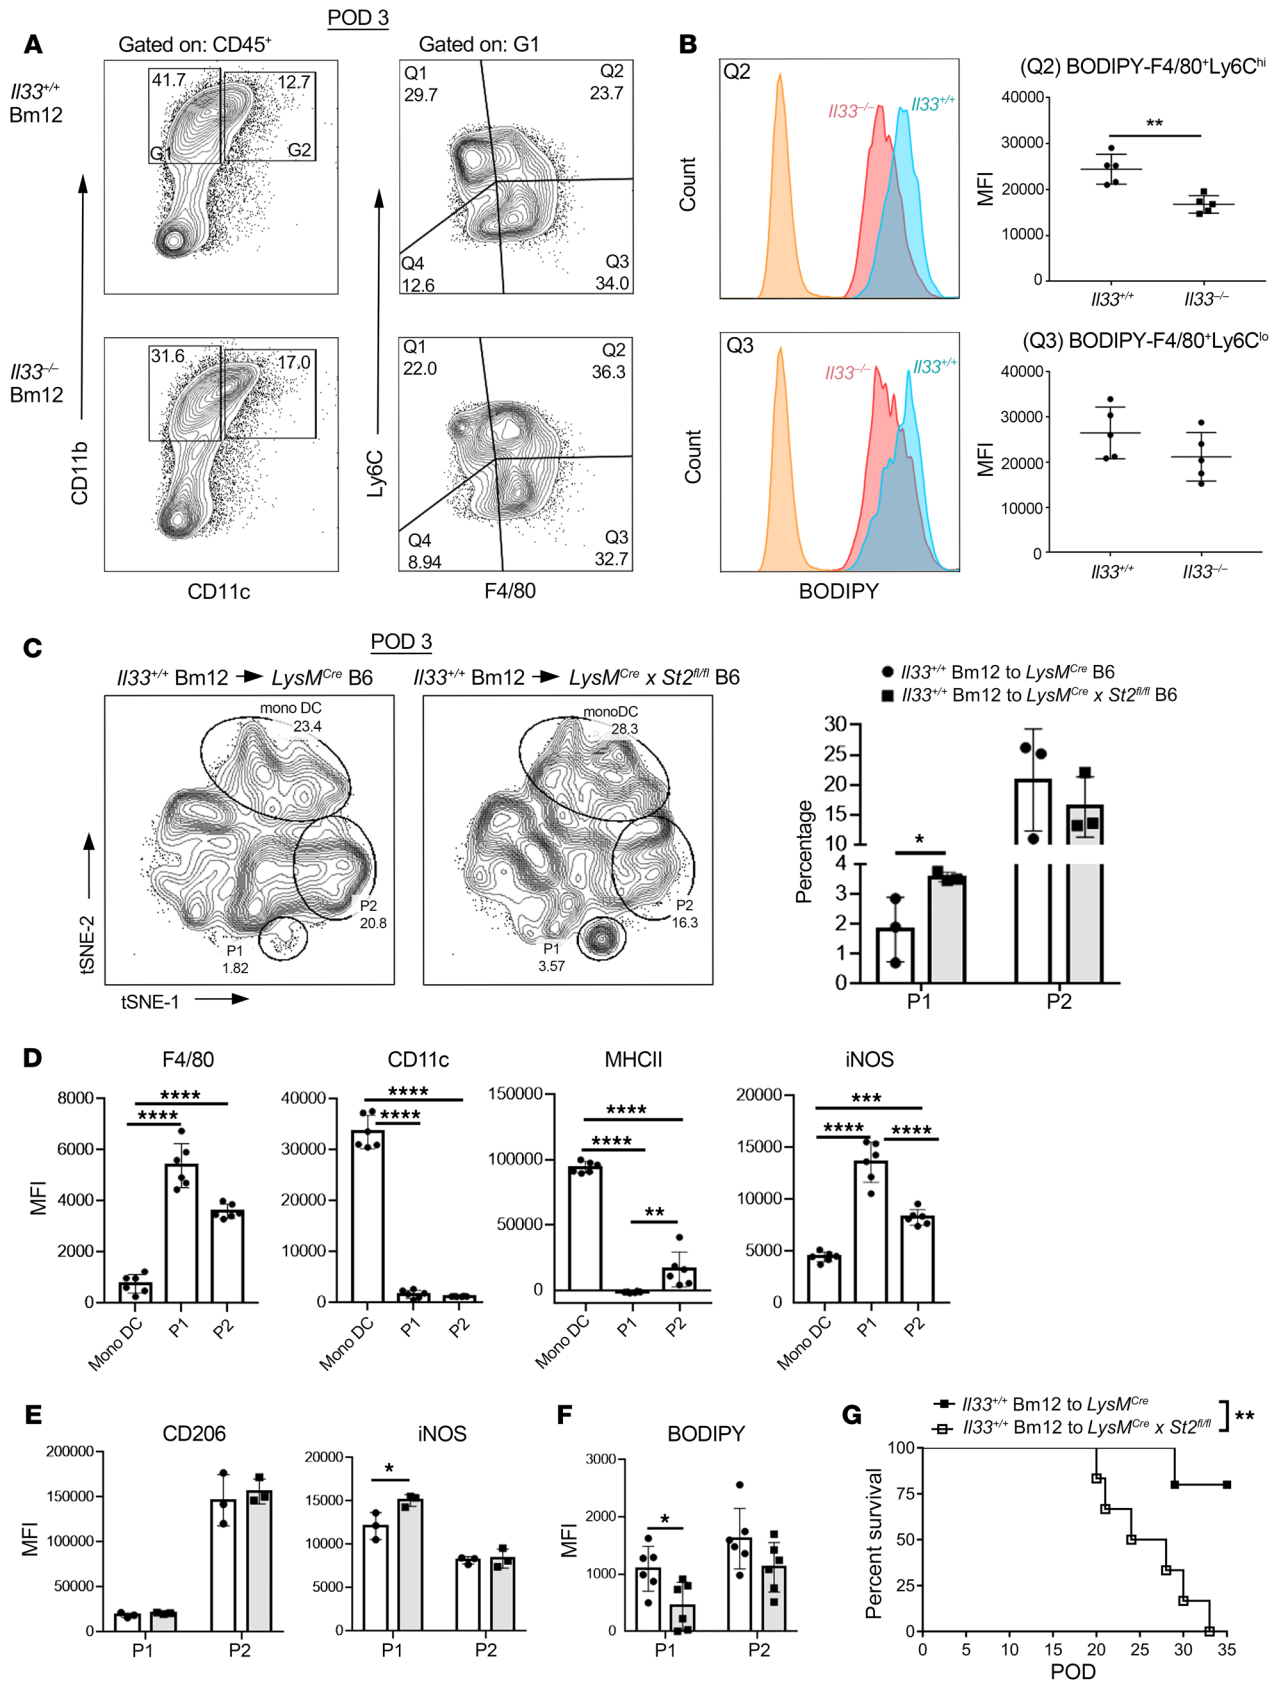 POD 3
A
Gated on: CD45+
Gated on: G1
Il33+/+
Bm12
41.7
12.7
G1
G2
Q1
29.7
Q2
23.7
Q4
12.6
Q3
34.0
Il33–/–
Bm12
31.6
17.0
Q1
22.0
Q2
36.3
Q4
8.94
Q3
32.7
CD11b
Ly6C
CD11c
F4/80
B
Q2
Il33–/–
Il33+/+
Count
(Q2) BODIPY-F4/80+Ly6Chi
40000
30000
20000
10000
0
MFI
**
Il33+/+
Il33–/–
Q3
Il33–/–
Il33+/+
Count
BODIPY
(Q3) BODIPY-F4/80+Ly6Clo
40000
30000
20000
10000
0
MFI
Il33+/+
Il33–/–
C
POD 3
Il33+/+ Bm12 → LysMCre B6
Il33+/+ Bm12 → LysMCre x St2fl/fl B6
mono DC
23.4
P2
20.8
P1
1.82
monoDC
28.3
P2
16.3
P1
3.57
tSNE-2
tSNE-1
Il33+/+ Bm12 to LysMCre B6
Il33+/+ Bm12 to LysMCre x St2fl/fl B6
Percentage
30
25
20
15
10
4
3
2
1
0
*
P1
P2
D
F4/80
MFI
8000
6000
4000
2000
0
****
****
Mono DC
P1
P2
CD11c
40000
30000
20000
10000
0
****
****
Mono DC
P1
P2
MHCII
150000
100000
50000
0
****
****
**
Mono DC
P1
P2
iNOS
20000
15000
10000
5000
0
***
****
****
Mono DC
P1
P2
E
CD206
MFI
200000
150000
100000
50000
0
P1
P2
iNOS
20000
15000
10000
5000
0
*
P1
P2
F
BODIPY
MFI
3000
2000
1000
0
*
P1
P2
G
Il33+/+ Bm12 to LysMCre
Il33+/+ Bm12 to LysMCre x St2fl/fl
**
Percent survival
100
75
50
25
0
0
5
10
15
20
25
30
35
POD